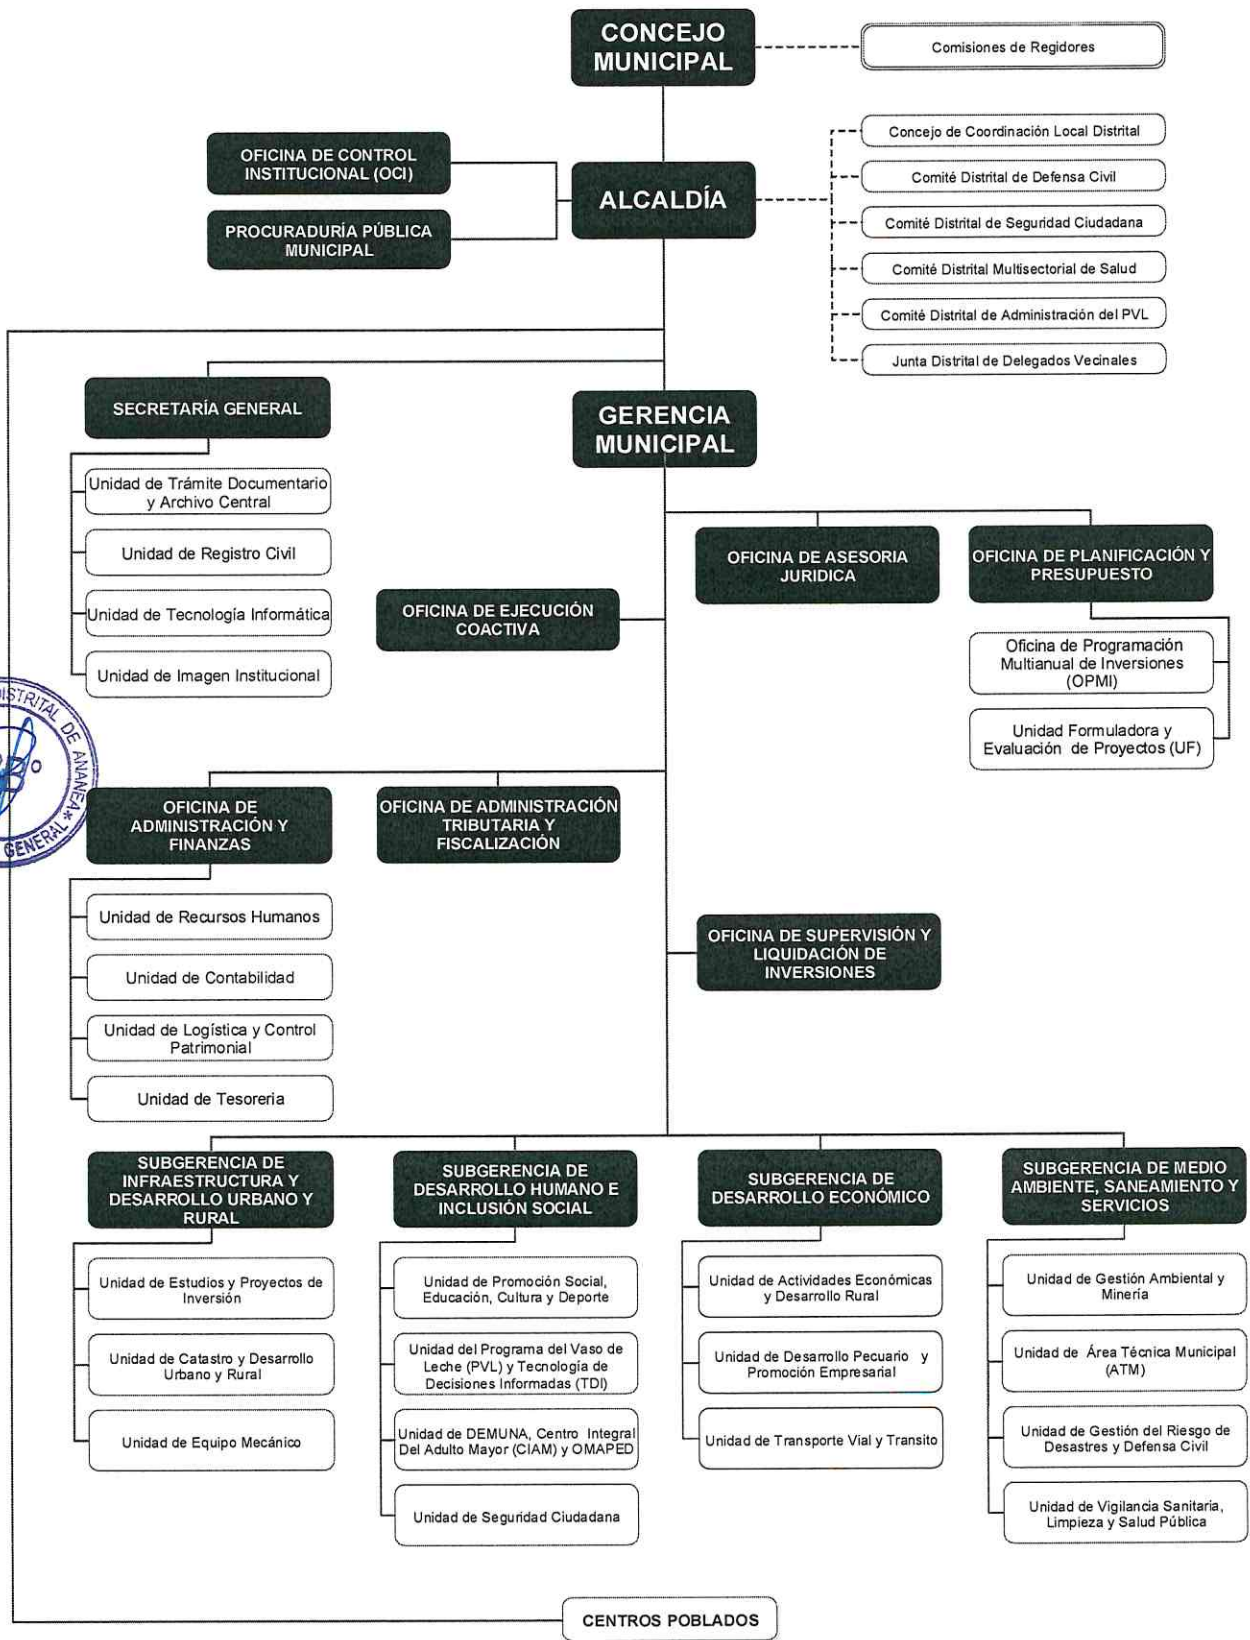 CONCEJO
MUNICIPAL
Comisiones de Regidores
OFICINA DE CONTROL
INSTITUCIONAL (OCI)
PROCURADURÍA PÚBLICA
MUNICIPAL
ALCALDÍA
Concejo de Coordinación Local Distrital
Comité Distrital de Defensa Civil
Comité Distrital de Seguridad Ciudadana
Comité Distrital Multisectorial de Salud
Comité Distrital de Administración del PVL
Junta Distrital de Delegados Vecinales
SECRETARÍA GENERAL
Unidad de Trámite Documentario
y Archivo Central
Unidad de Registro Civil
Unidad de Tecnología Informática
Unidad de Imagen Institucional
GERENCIA
MUNICIPAL
OFICINA DE ASESORIA
JURIDICA
OFICINA DE PLANIFICACIÓN Y
PRESUPUESTO
OFICINA DE EJECUCIÓN
COACTIVA
Oficina de Programación
Multianual de Inversiones
(OPMI)
Unidad Formuladora y
Evaluación de Proyectos (UF)
DISTRITAL DE ANANEA
GENERAL
OFICINA DE
ADMINISTRACIÓN Y
FINANZAS
OFICINA DE ADMINISTRACIÓN
TRIBUTARIA Y
FISCALIZACIÓN
Unidad de Recursos Humanos
Unidad de Contabilidad
Unidad de Logística y Control
Patrimonial
Unidad de Tesoreria
OFICINA DE SUPERVISIÓN Y
LIQUIDACIÓN DE
INVERSIONES
SUBGERENCIA DE
INFRAESTRUCTURA Y
DESARROLLO URBANO Y
RURAL
Unidad de Estudios y Proyectos de
Inversión
Unidad de Catastro y Desarrollo
Urbano y Rural
Unidad de Equipo Mecánico
SUBGERENCIA DE
DESARROLLO HUMANO E
INCLUSIÓN SOCIAL
Unidad de Promoción Social,
Educación, Cultura y Deporte
Unidad del Programa del Vaso de
Leche (PVL) y Tecnología de
Decisiones Informadas (TDI)
Unidad de DEMUNA, Centro Integral
Del Adulto Mayor (CIAM) y OMAPED
Unidad de Seguridad Ciudadana
SUBGERENCIA DE
DESARROLLO ECONÓMICO
Unidad de Actividades Económicas
y Desarrollo Rural
Unidad de Desarrollo Pecuario y
Promoción Empresarial
Unidad de Transporte Vial y Transito
SUBGERENCIA DE MEDIO
AMBIENTE, SANEAMIENTO Y
SERVICIOS
Unidad de Gestión Ambiental y
Minería
Unidad de Área Técnica Municipal
(ATM)
Unidad de Gestión del Riesgo de
Desastres y Defensa Civil
Unidad de Vigilancia Sanitaria,
Limpieza y Salud Pública
CENTROS POBLADOS